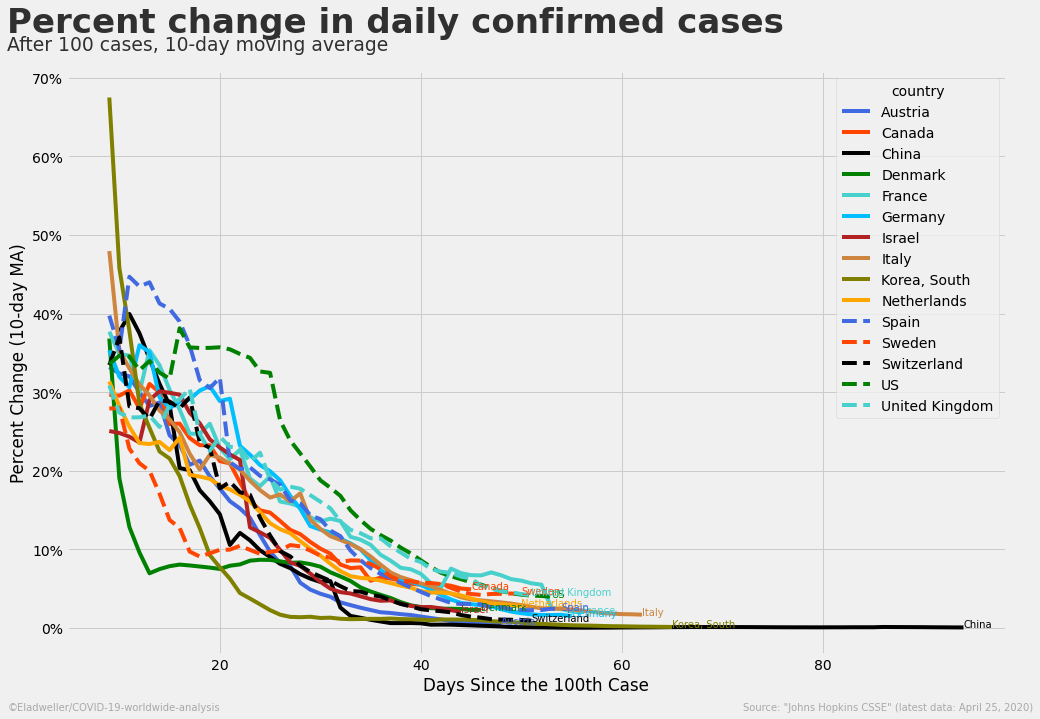 Percent change in daily confirmed cases
After 100 cases, 10-day moving average
70%
60%
50%
40%
30%
20%
10%
0%
Percent Change (10-day MA)
country
Austria
Canada
China
Denmark
France
Germany
Israel
Italy
Korea, South
Netherlands
Spain
Sweden
Switzerland
US
United Kingdom
Canada
Sweden
US
Kingdom
Netherlands
Denmark
Spain
Italy
Switzerland
Korea, South
China
20
40
60
80
Days Since the 100th Case
©Eladweller/COVID-19-worldwide-analysis
Source: "Johns Hopkins CSSE" (latest data: April 25, 2020)